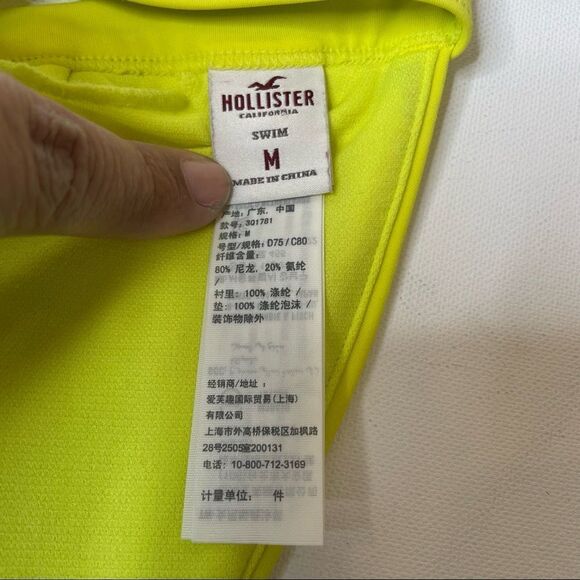 HOLLISTER
CALIFORNIA
SWIM
M
MADE IN CHINA
产地: 广东, 中国
款号: 301781
规格: M
号型/规格: D75/C80
纤维含量:
80% 尼龙, 20% 氨纶
/
衬里: 100% 涤纶 /
垫: 100% 涤纶泡沫 /
装饰物除外
经销商/地址 :
爱芙趣国际贸易(上海)
有限公司
上海市外高桥保税区加枫路
28号2505室200131
电话: 10-800-712-3169
计量单位: 件